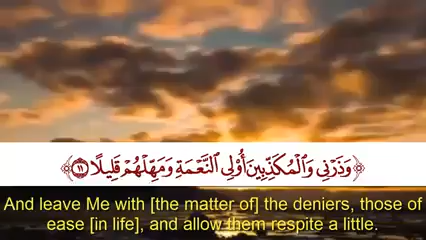 وَذَرْنِي وَالْمُكَذِّبِينَ أُولِي النَّعْمَةِ وَمَهِّلْهُمْ قَلِيلًا ﴿١١﴾
And leave Me with [the matter of] the deniers, those of
ease [in life], and allow them respite a little.